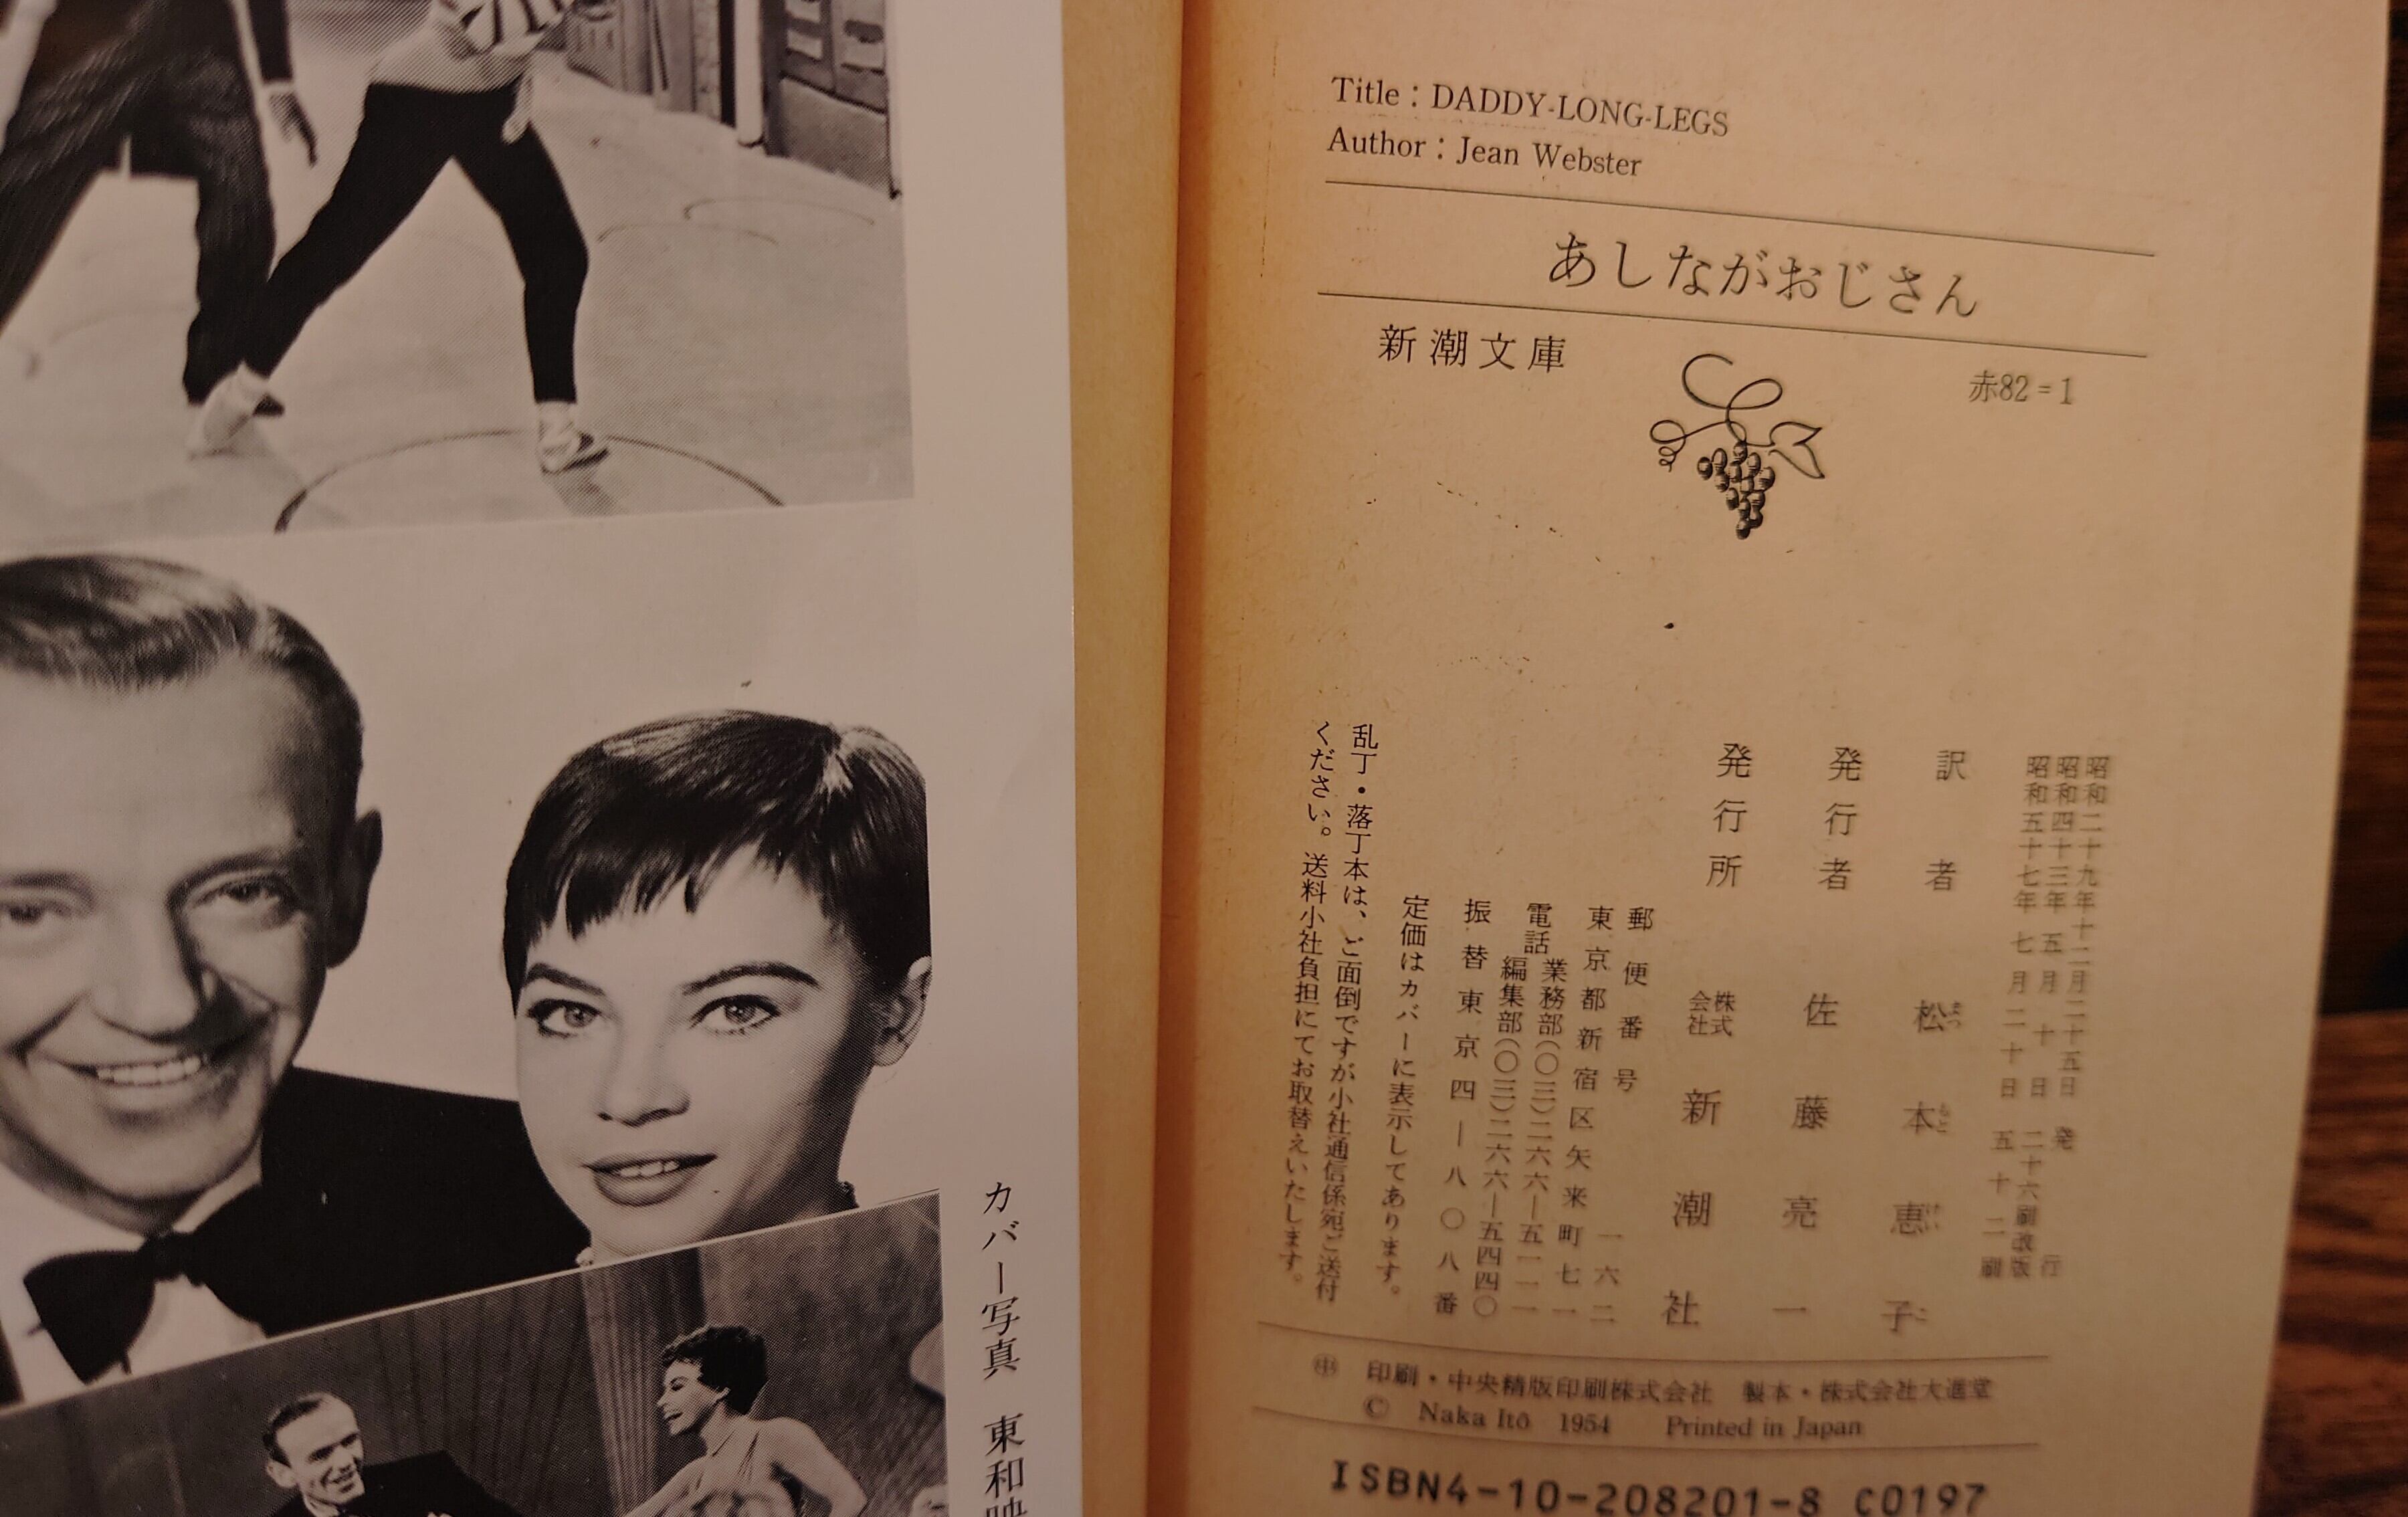 Title : DADDY-LONG-LEGS
Author : Jean Webster
あしながおじさん
新潮文庫
赤82=1
昭和二十九年十二月二十五日発行
昭和四十三年五月十日二十六刷改版
昭和五十七年七月二十日五十二刷
訳者 松本恵子
まつもとけいこ
発行者 佐藤亮一
発行所 株式会社 新潮社
郵便番号 一六二
東京都新宿区矢来町七一
電話 業務部(〇三)二六六―五一一一
編集部(〇三)二六六―五四四〇
振替東京四―八〇八番
定価はカバーに表示してあります。
乱丁・落丁本は、ご面倒ですが小社通信係宛ご送付
ください。送料小社負担にてお取替えいたします。
㊥ 印刷・中央精版印刷株式会社 製本・株式会社大進堂
© Naka Itō 1954 Printed in Japan
ISBN4-10-208201-8 C0197
カバー写真 東和映